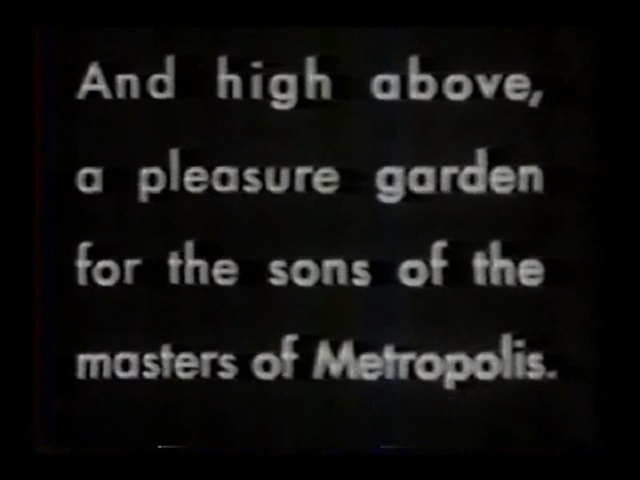 And high above,
a pleasure garden
for the sons of the
masters of Metropolis.